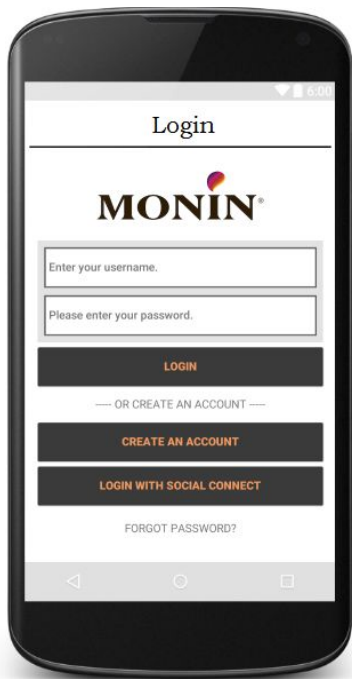 6:00
Login
MONIN®
Enter your username.
Please enter your password.
LOGIN
---- OR CREATE AN ACCOUNT ----
CREATE AN ACCOUNT
LOGIN WITH SOCIAL CONNECT
FORGOT PASSWORD?